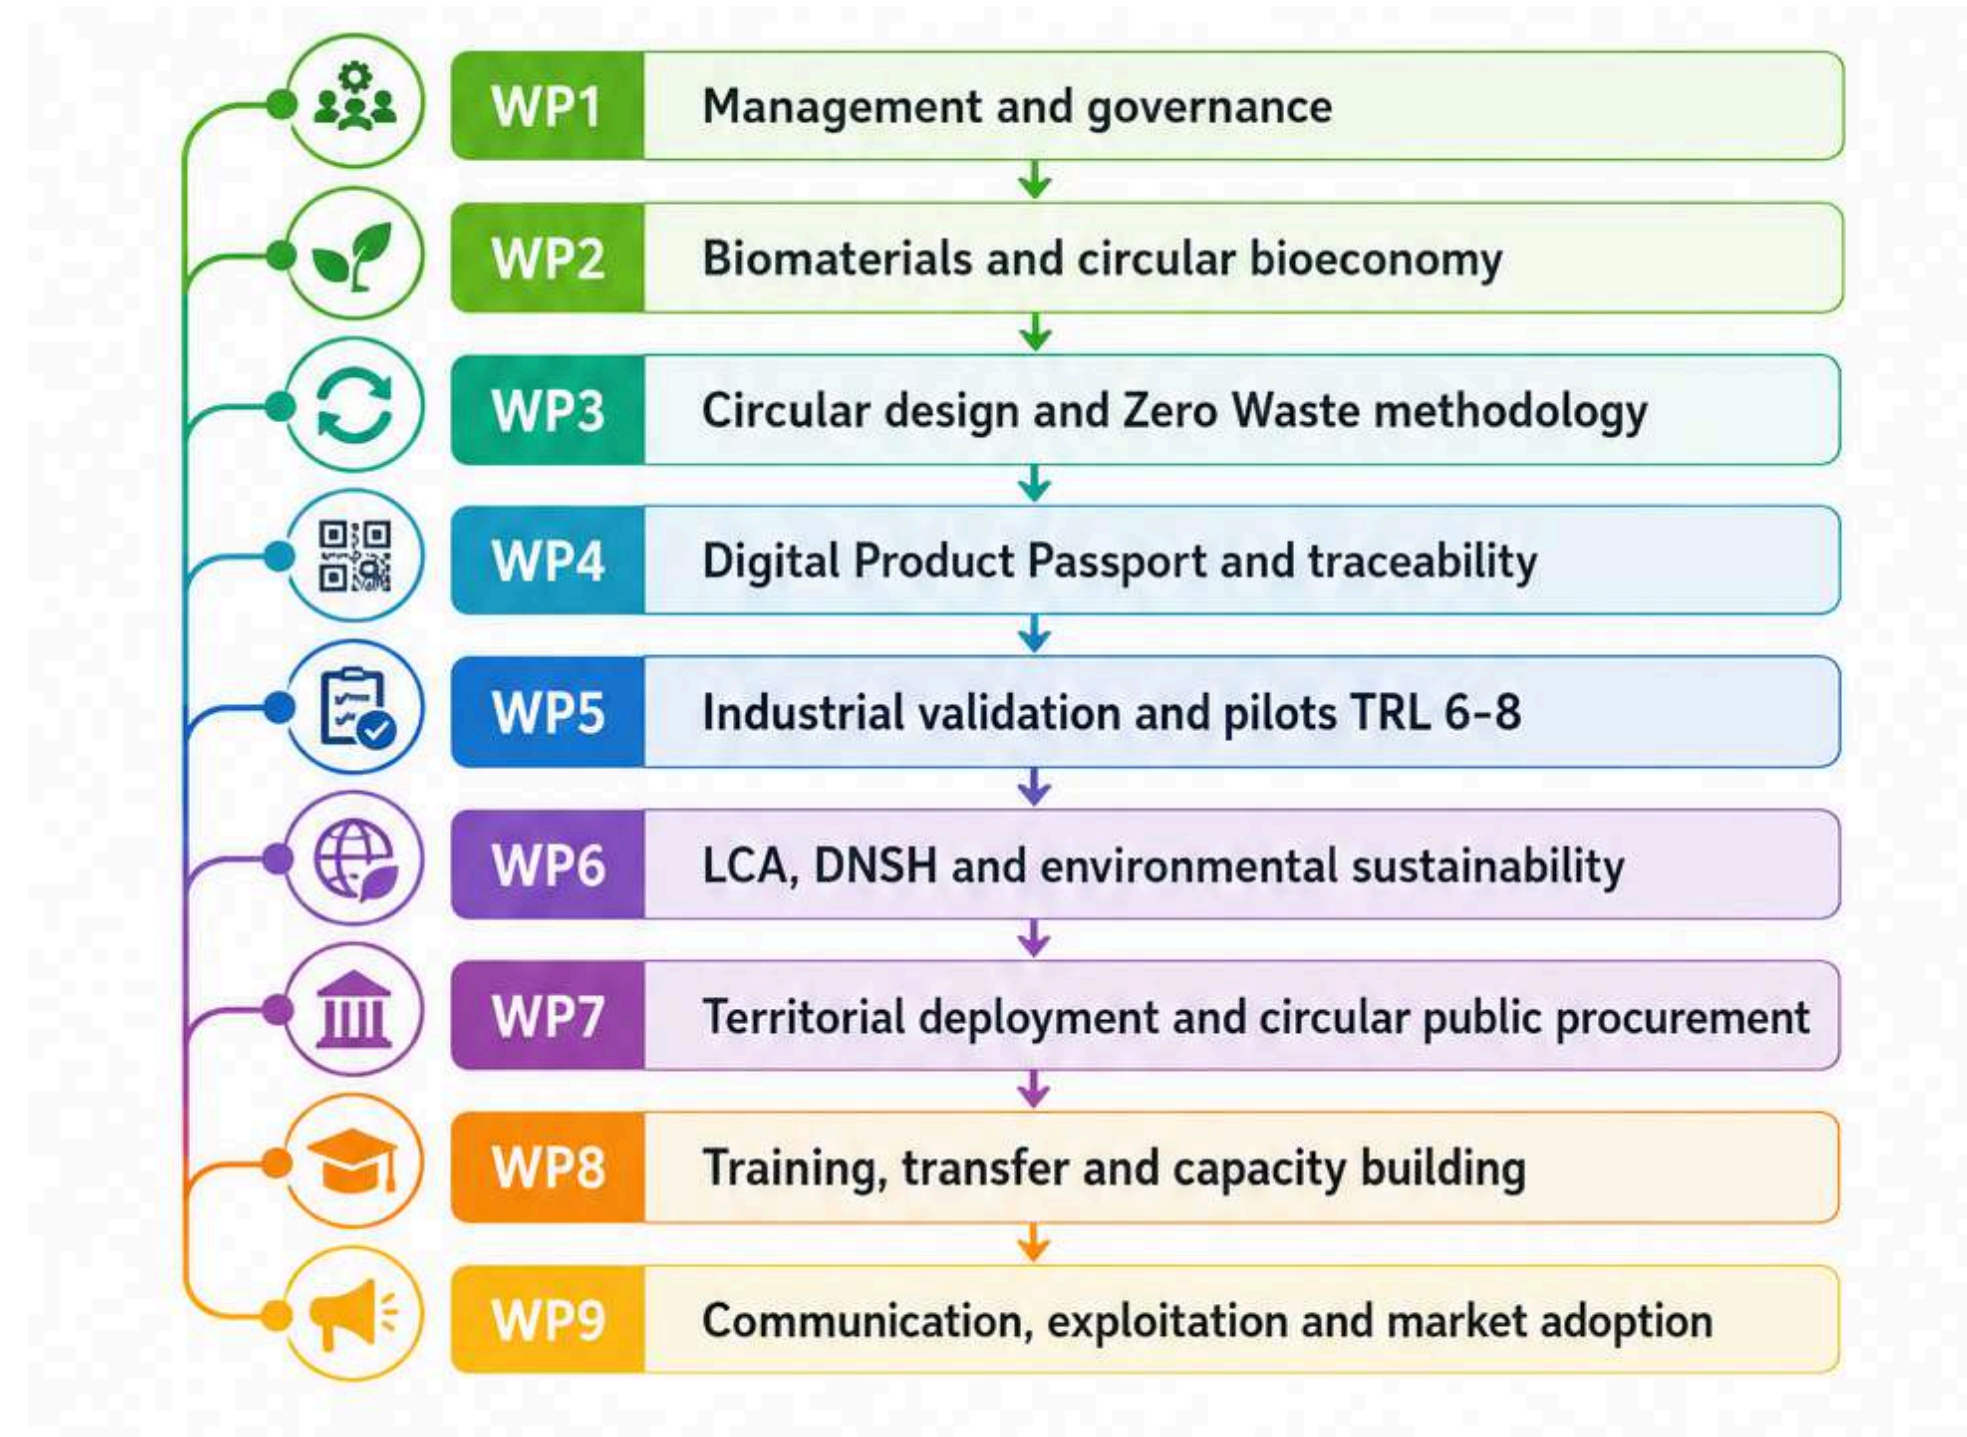 WP1 Management and governance
WP2 Biomaterials and circular bioeconomy
WP3 Circular design and Zero Waste methodology
WP4 Digital Product Passport and traceability
WP5 Industrial validation and pilots TRL 6-8
WP6 LCA, DNSH and environmental sustainability
WP7 Territorial deployment and circular public procurement
WP8 Training, transfer and capacity building
WP9 Communication, exploitation and market adoption